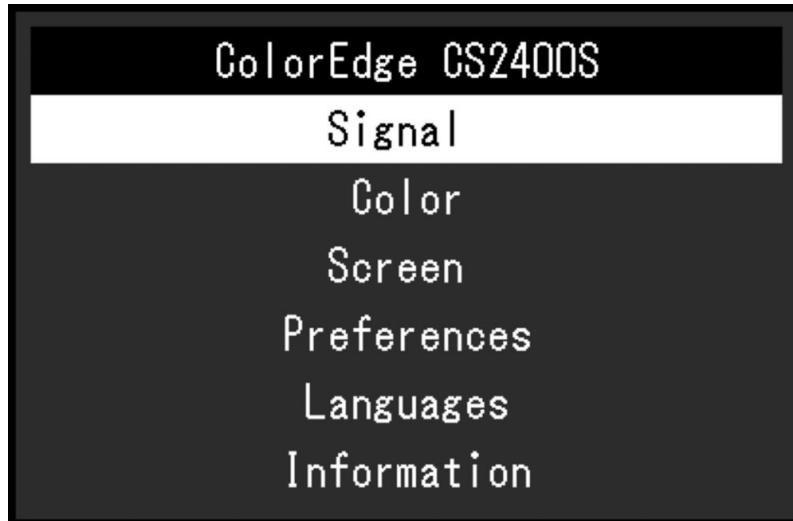 ColorEdge CS2400S
Signal
Color
Screen
Preferences
Languages
Information